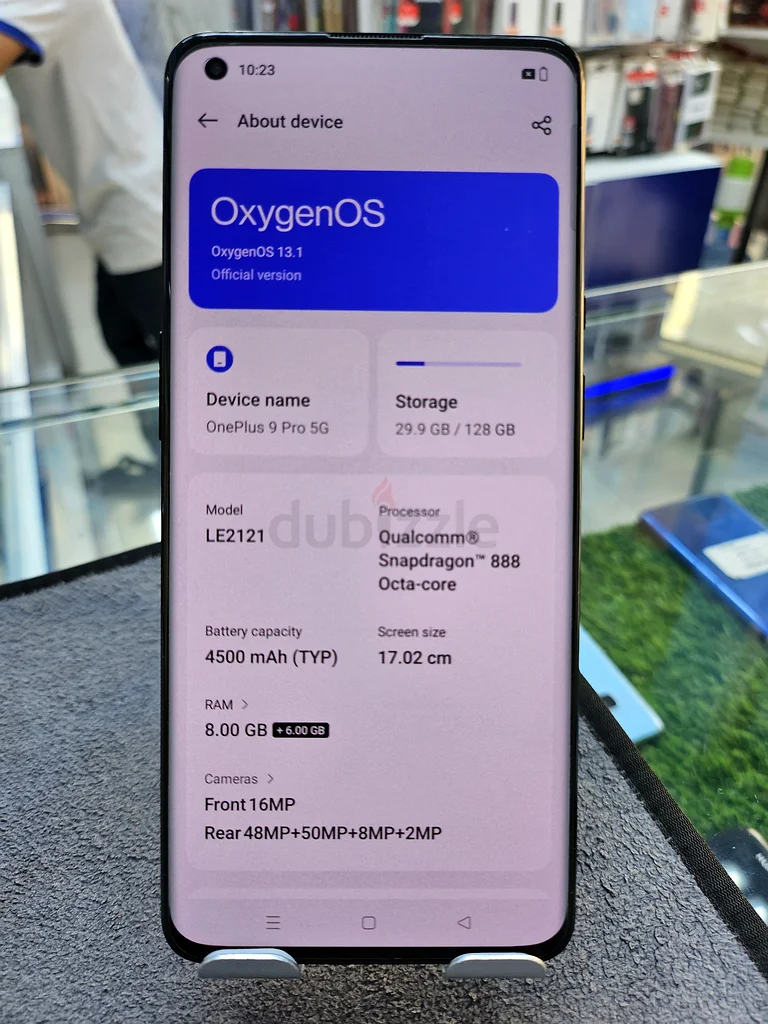 10:23
About device
OxygenOS
OxygenOS 13.1
Official version
Device name
OnePlus 9 Pro 5G
Storage
29.9 GB / 128 GB
Model
LE2121
Processor
Qualcomm®
Snapdragon™ 888
Octa-core
dubizzle
Battery capacity
4500 mAh (TYP)
Screen size
17.02 cm
RAM >
8.00 GB + 6.00 GB
Cameras >
Front 16MP
Rear 48MP+50MP+8MP+2MP